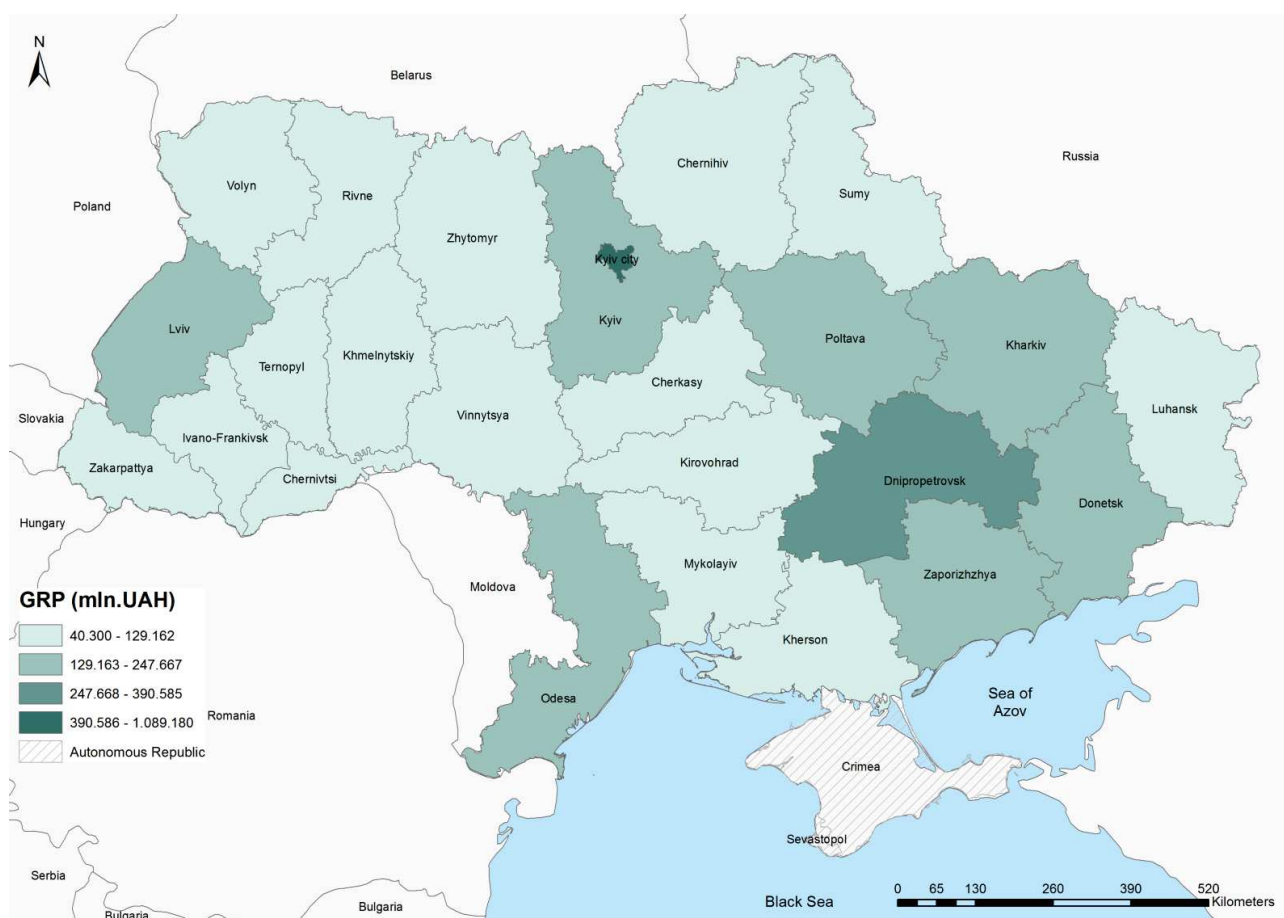 N
Belarus
Russia
Poland
Volyn
Rivne
Zhytomyr
Chernihiv
Sumy
Kyiv city
Kyiv
Lviv
Ternopyl
Khmelnytskiy
Vinnytsya
Cherkasy
Poltava
Kharkiv
Luhansk
Slovakia
Ivano-Frankivsk
Zakarpattya
Chernivtsi
Kirovohrad
Dnipropetrovsk
Donetsk
Hungary
Moldova
Mykolayiv
Zaporizhzhya
Kherson
Odesa
Romania
Sea of
Azov
Crimea
Sevastopol
Black Sea
Serbia
Bulgaria
Bulgaria
GRP (mln.UAH)
40.300 - 129.162
129.163 - 247.667
247.668 - 390.585
390.586 - 1.089.180
Autonomous Republic
0 65 130 260 390 520
Kilometers